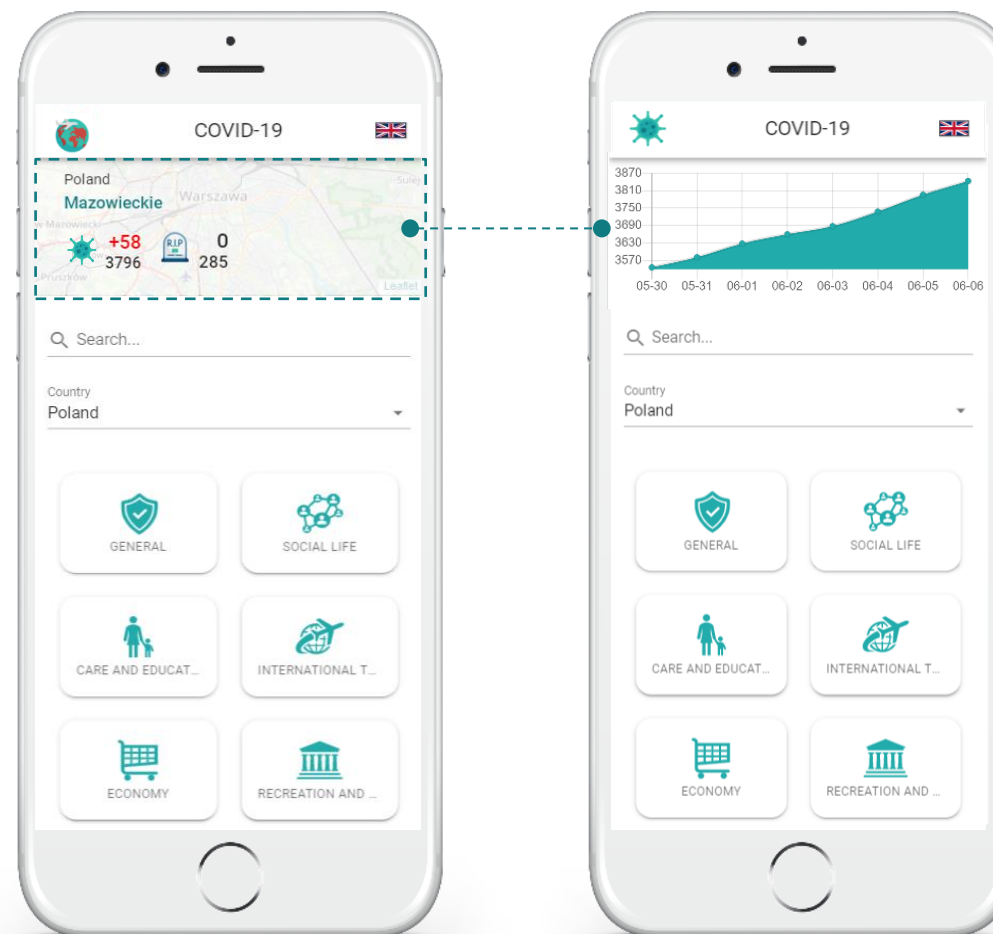 COVID-19
Poland
Warszawa
Sulej
Mazowieckie
w Mazowiecki
+58
3796
R.I.P
0
285
Pruszków
Leaflet
Search...
Country
Poland
GENERAL
SOCIAL LIFE
CARE AND EDUCAT...
INTERNATIONAL T...
ECONOMY
RECREATION AND ...
COVID-19
3870
3810
3750
3690
3630
3570
05-30 05-31 06-01 06-02 06-03 06-04 06-05 06-06
Search...
Country
Poland
GENERAL
SOCIAL LIFE
CARE AND EDUCAT...
INTERNATIONAL T...
ECONOMY
RECREATION AND ...